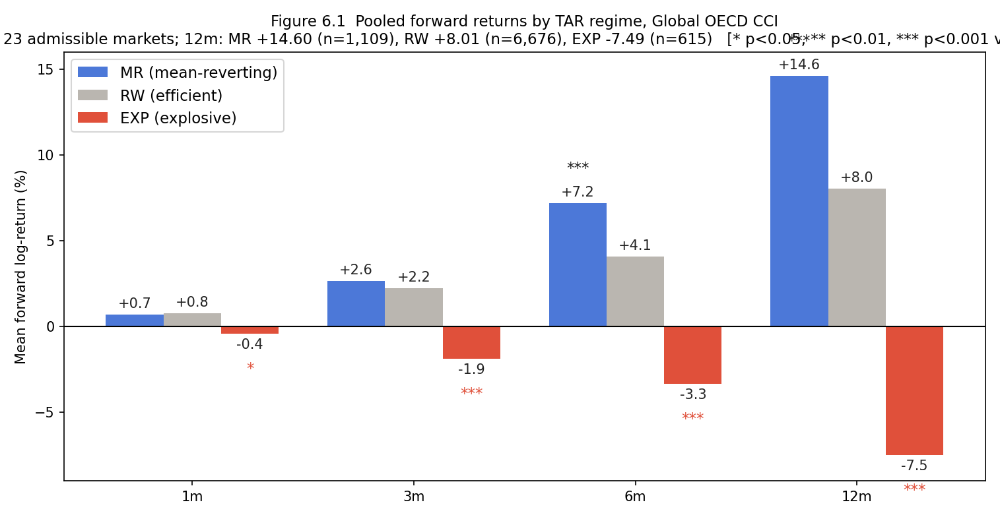 Figure 6.1  Pooled forward returns by TAR regime, Global OECD CCI
23 admissible markets; 12m: MR +14.60 (n=1,109), RW +8.01 (n=6,676), EXP -7.49 (n=615)   [* p<0.05, ** p<0.01, *** p<0.001 v
***
MR (mean-reverting)
RW (efficient)
EXP (explosive)
Mean forward log-return (%)
15
10
5
0
−5
+0.7
+0.8
-0.4
*
+2.6
+2.2
-1.9
***
***
+7.2
+4.1
-3.3
***
+14.6
+8.0
-7.5
***
1m
3m
6m
12m